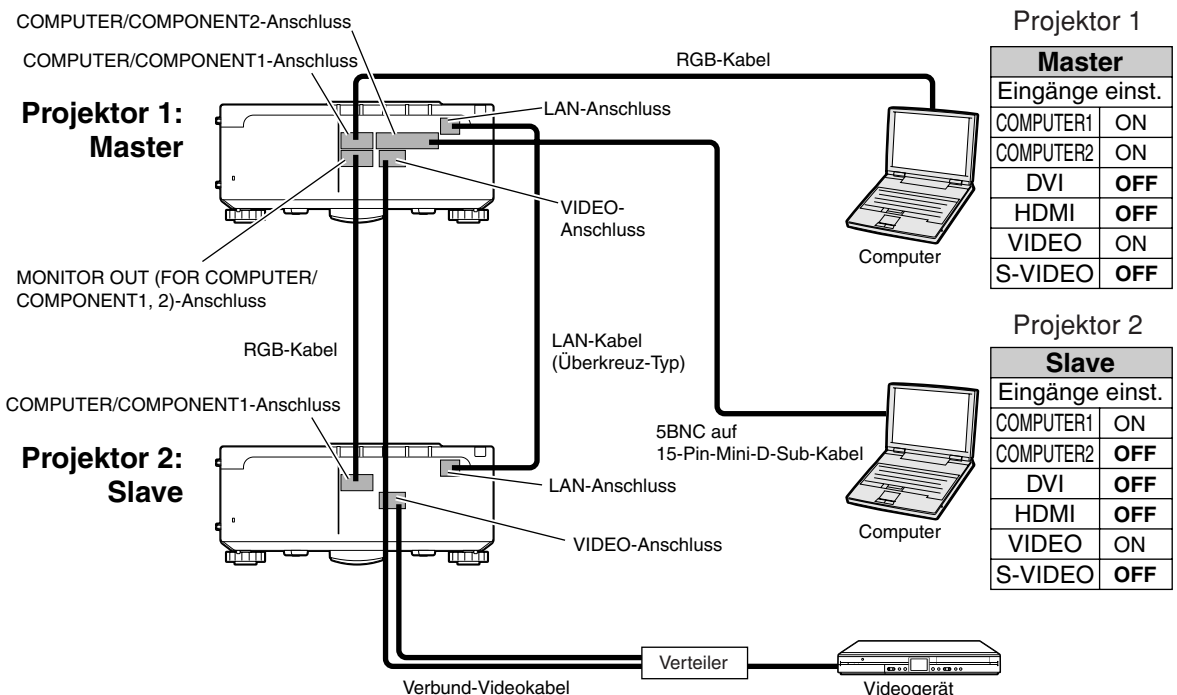 COMPUTER/COMPONENT2-Anschluss
COMPUTER/COMPONENT1-Anschluss
Projektor 1:
Master
RGB-Kabel
LAN-Anschluss
VIDEO-
Anschluss
MONITOR OUT (FOR COMPUTER/
COMPONENT1, 2)-Anschluss
Computer
RGB-Kabel
LAN-Kabel
(Überkreuz-Typ)
COMPUTER/COMPONENT1-Anschluss
Projektor 2:
Slave
5BNC auf
15-Pin-Mini-D-Sub-Kabel
LAN-Anschluss
VIDEO-Anschluss
Computer
Verteiler
Verbund-Videokabel
Videogerät
Projektor 1
Master
Eingänge einst.
COMPUTER1 ON
COMPUTER2 ON
DVI OFF
HDMI OFF
VIDEO ON
S-VIDEO OFF
Projektor 2
Slave
Eingänge einst.
COMPUTER1 ON
COMPUTER2 OFF
DVI OFF
HDMI OFF
VIDEO ON
S-VIDEO OFF